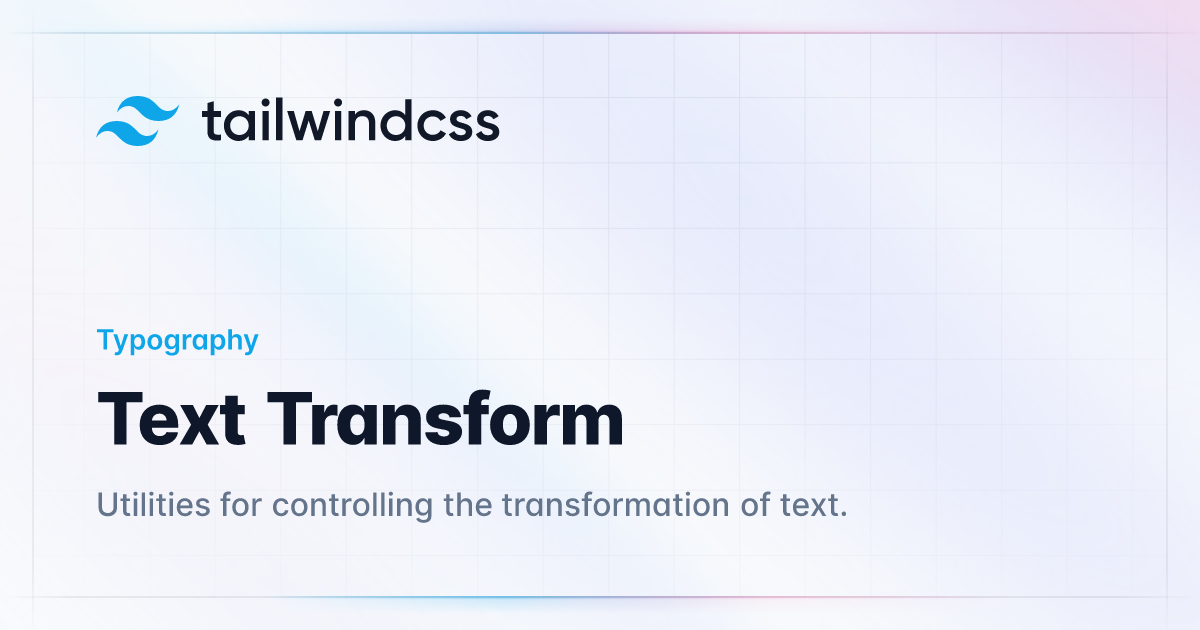 tailwindcss
Typography
Text Transform
Utilities for controlling the transformation of text.